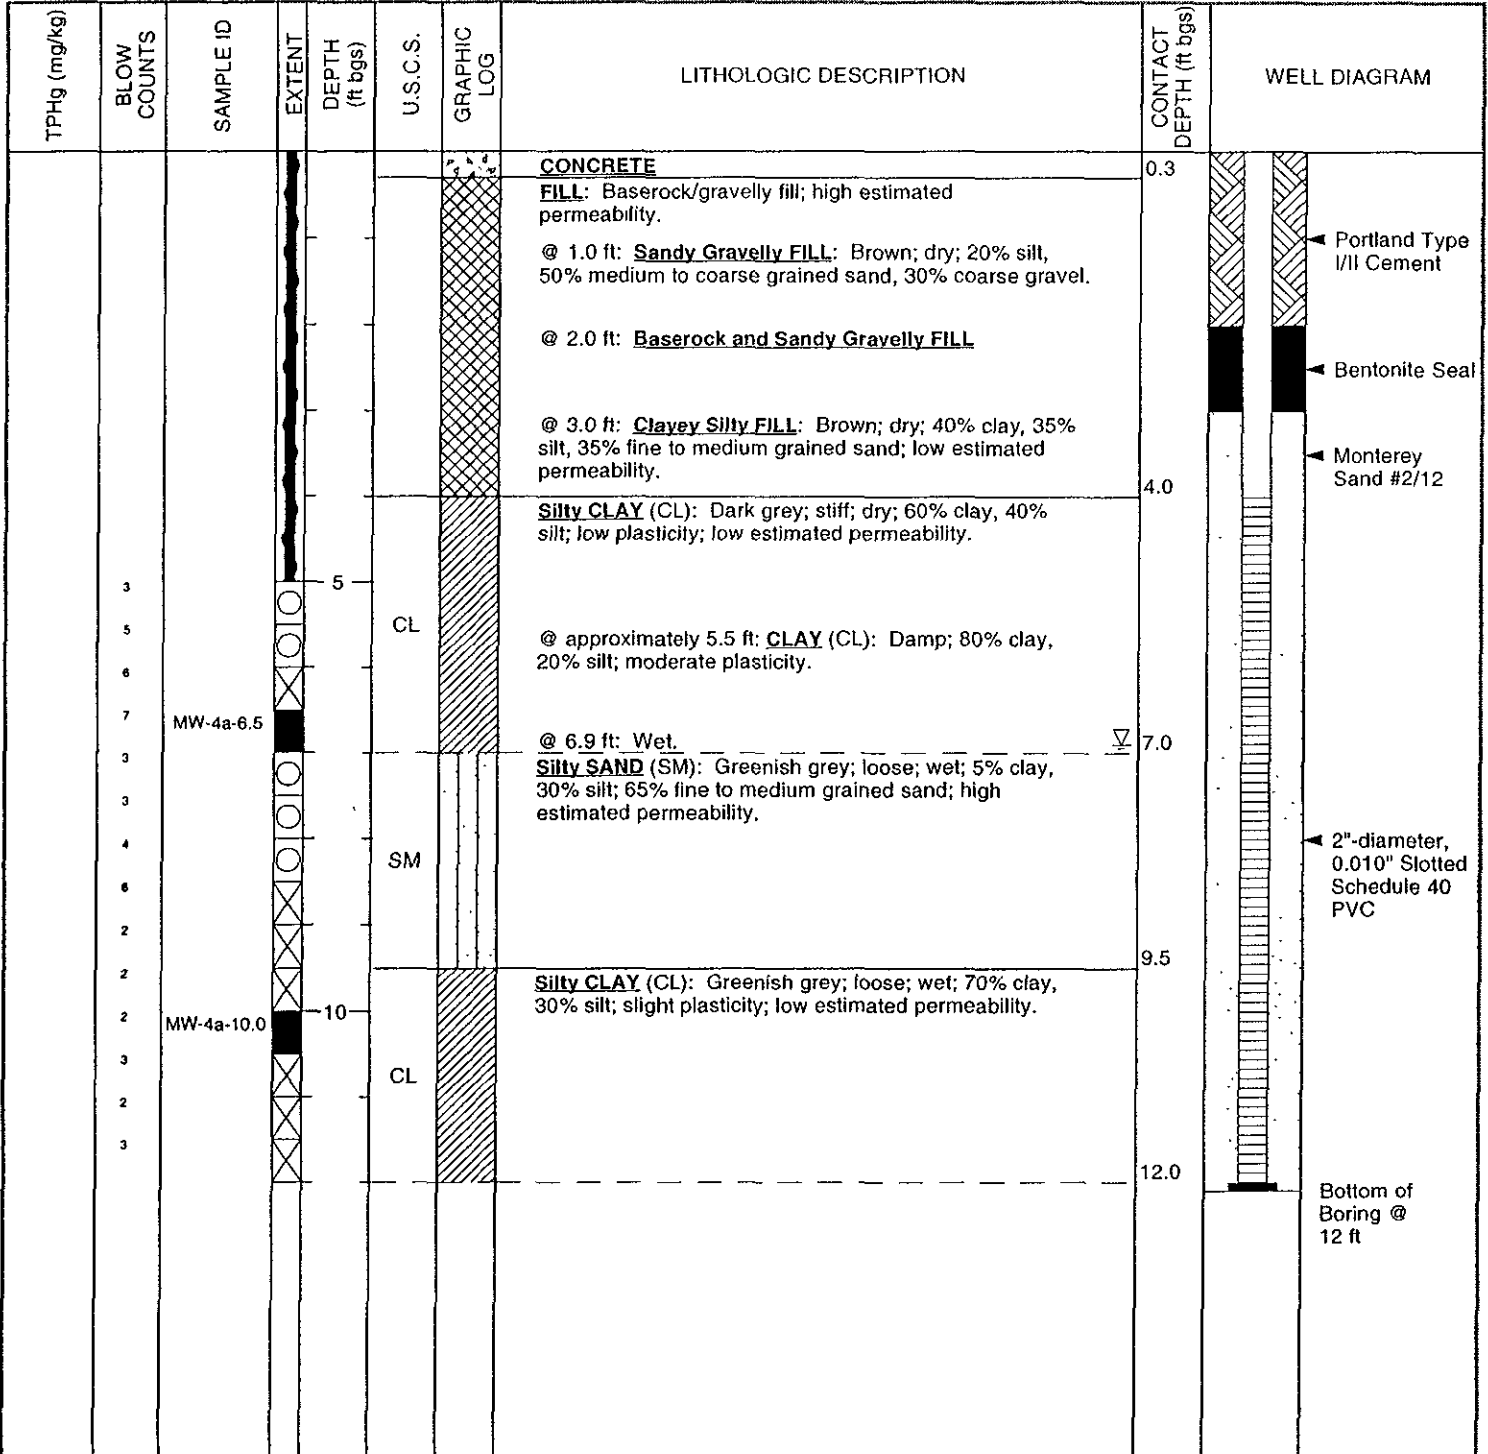 TPHg (mg/kg)
BLOW
COUNTS
SAMPLE ID
EXTENT
DEPTH
(ft bgs)
U.S.C.S.
GRAPHIC
LOG
LITHOLOGIC DESCRIPTION
CONTACT
DEPTH (ft bgs)
WELL DIAGRAM
CONCRETE
0.3
FILL: Baserock/gravelly fill; high estimated
permeability.
@ 1.0 ft: Sandy Gravelly FILL: Brown; dry; 20% silt,
50% medium to coarse grained sand, 30% coarse gravel.
Portland Type
I/II Cement
@ 2.0 ft: Baserock and Sandy Gravelly FILL
Bentonite Seal
@ 3.0 ft: Clayey Silty FILL: Brown; dry; 40% clay, 35%
silt, 35% fine to medium grained sand; low estimated
permeability.
Monterey
Sand #2/12
4.0
Silty CLAY (CL): Dark grey; stiff; dry; 60% clay, 40%
silt; low plasticity; low estimated permeability.
3
5
5
CL
@ approximately 5.5 ft: CLAY (CL): Damp; 80% clay,
20% silt; moderate plasticity.
6
7
MW-4a-6.5
@ 6.9 ft: Wet.
7.0
3
Silty SAND (SM): Greenish grey; loose; wet; 5% clay,
30% silt; 65% fine to medium grained sand; high
estimated permeability.
3
4
SM
2"-diameter,
0.010" Slotted
Schedule 40
PVC
6
2
9.5
2
Silty CLAY (CL): Greenish grey; loose; wet; 70% clay,
30% silt; slight plasticity; low estimated permeability.
2
MW-4a-10.0
10
3
CL
2
3
12.0
Bottom of
Boring @
12 ft